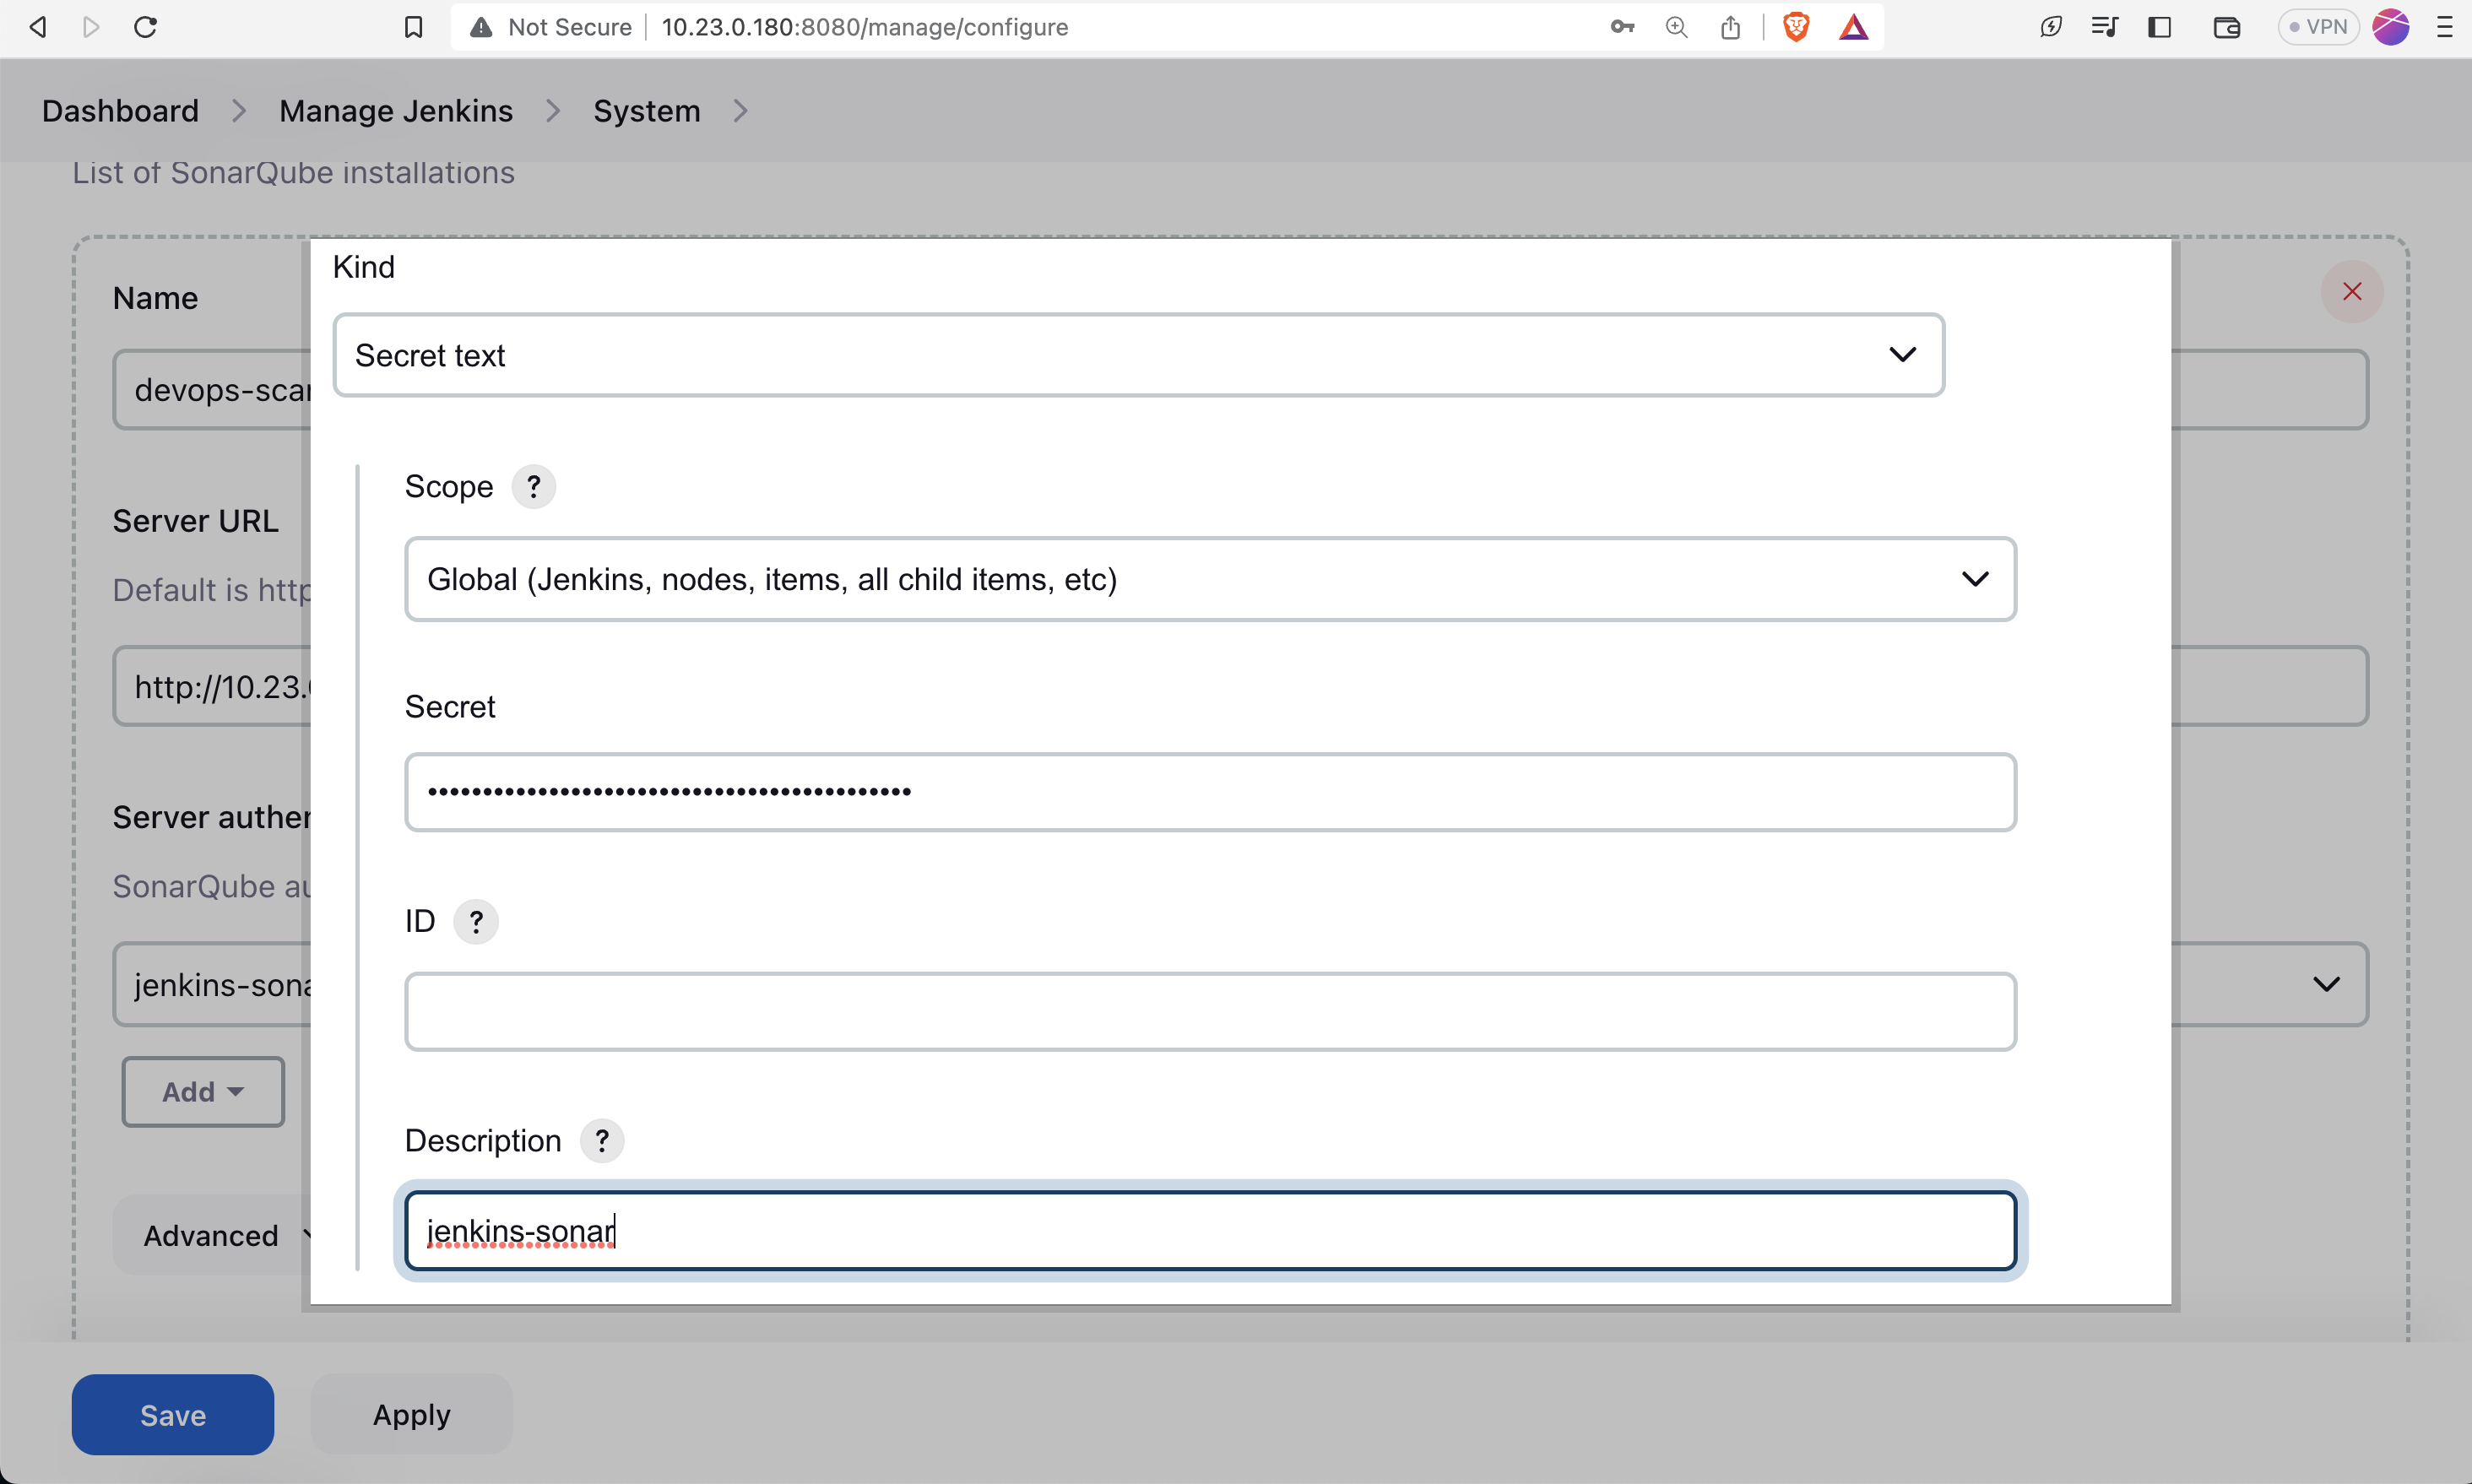 Not Secure 10.23.0.180:8080/manage/configure VPN
Dashboard Manage Jenkins System
List of SonarQube installations
Kind
Name
Secret text
devops-scan
Scope ?
Server URL
Global (Jenkins, nodes, items, all child items, etc)
Default is http
http://10.23.
Secret
Server authen
SonarQube au
ID ?
jenkins-sona
Add
Description ?
jenkins-sonar
Advanced
Save Apply